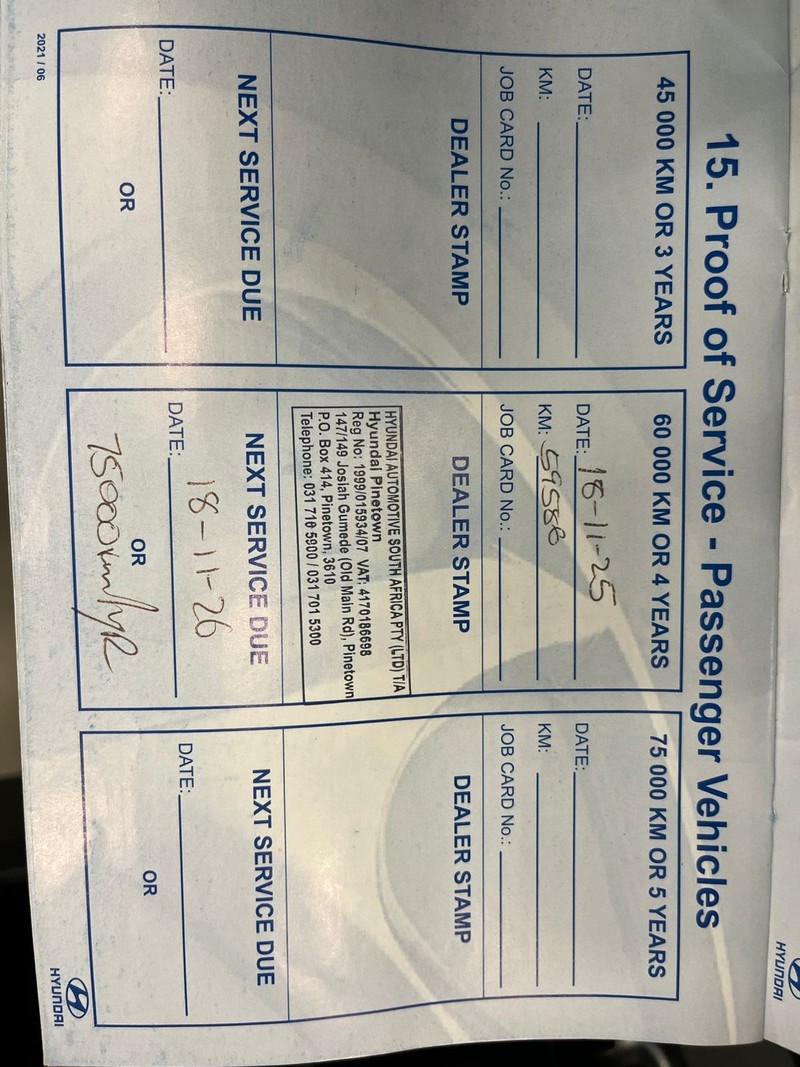 15. Proof of Service - Passenger Vehicles
45 000 KM OR 3 YEARS
DATE:
KM:
JOB CARD No.:
DEALER STAMP
NEXT SERVICE DUE
DATE:
OR
60 000 KM OR 4 YEARS
DATE: 18-11-25
KM: 59588
JOB CARD No.:
DEALER STAMP
HYUNDAI AUTOMOTIVE SOUTH AFRICA PTY (LTD) T/A
Hyundai Pinetown
Reg No: 1999/015934/07 VAT: 4170186698
147/149 Josiah Gumede (Old Main Rd), Pinetown
P.O. Box 414, Pinetown, 3610
Telephone: 031 710 5900 / 031 701 5300
NEXT SERVICE DUE
DATE: 18-11-26
OR
75000km/yR
75 000 KM OR 5 YEARS
DATE:
KM:
JOB CARD No.:
DEALER STAMP
NEXT SERVICE DUE
DATE:
OR
2021 / 06
HYUNDAI
HYUNDAI